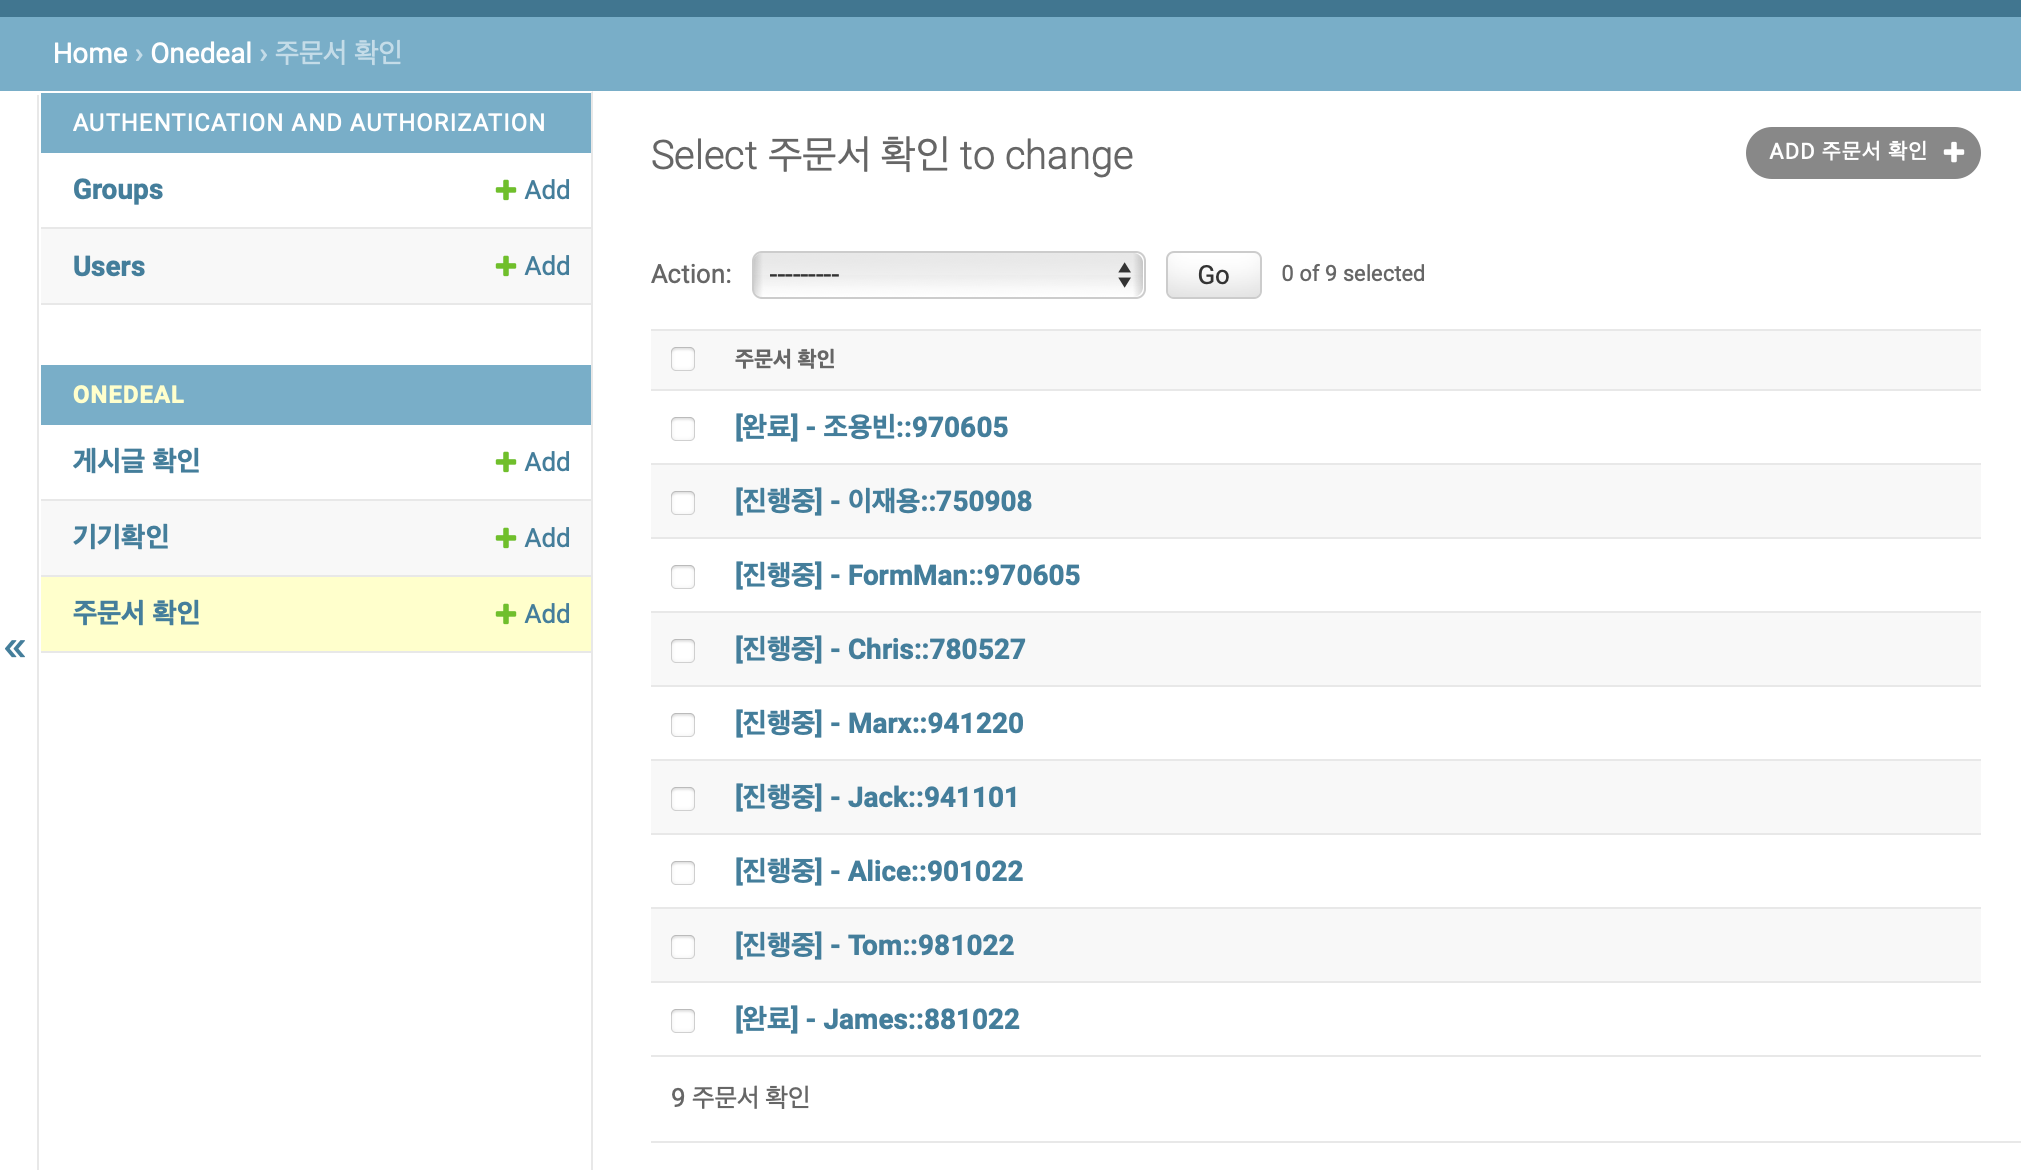 Home › Onedeal › 주문서 확인
AUTHENTICATION AND AUTHORIZATION
Groups + Add
Users + Add
ONEDEAL
게시글 확인 + Add
기기확인 + Add
주문서 확인 + Add
«
Select 주문서 확인 to change
ADD 주문서 확인 +
Action: --------- Go 0 of 9 selected
주문서 확인
[완료] - 조용빈::970605
[진행중] - 이재용::750908
[진행중] - FormMan::970605
[진행중] - Chris::780527
[진행중] - Marx::941220
[진행중] - Jack::941101
[진행중] - Alice::901022
[진행중] - Tom::981022
[완료] - James::881022
9 주문서 확인